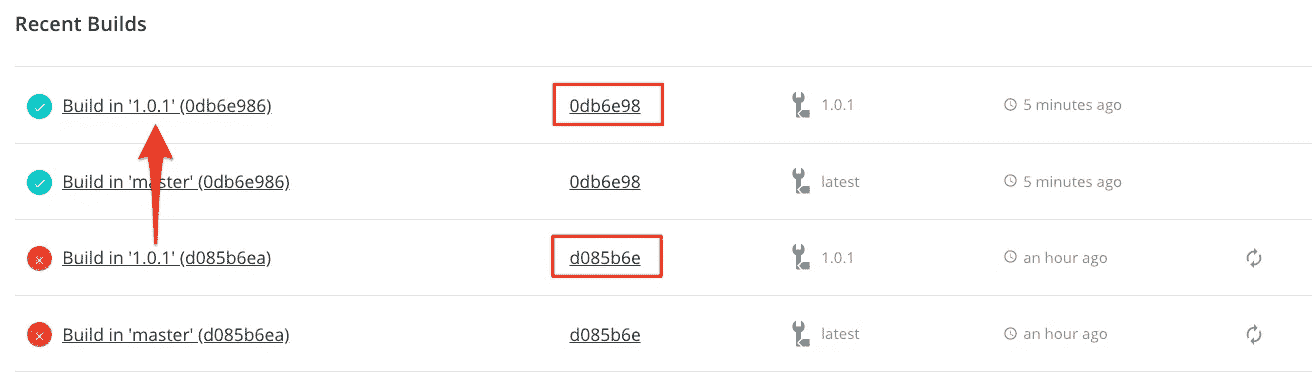 Recent Builds
Build in '1.0.1' (0db6e986) 0db6e98 1.0.1 5 minutes ago
Build in 'master' (0db6e986) 0db6e98 latest 5 minutes ago
Build in '1.0.1' (d085b6ea) d085b6e 1.0.1 an hour ago
Build in 'master' (d085b6ea) d085b6e latest an hour ago